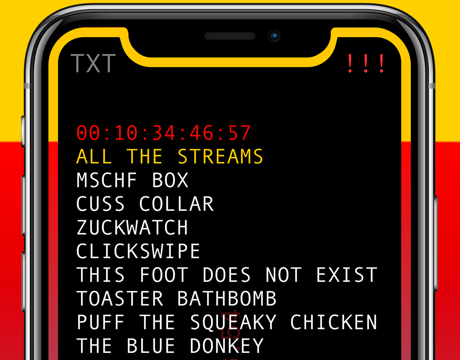 TXT
!!!
00:10:34:46:57
ALL THE STREAMS
MSCHF BOX
CUSS COLLAR
ZUCKWATCH
CLICKSWIPE
THIS FOOT DOES NOT EXIST
TOASTER BATHBOMB
PUFF THE SQUEAKY CHICKEN
THE BLUE DONKEY